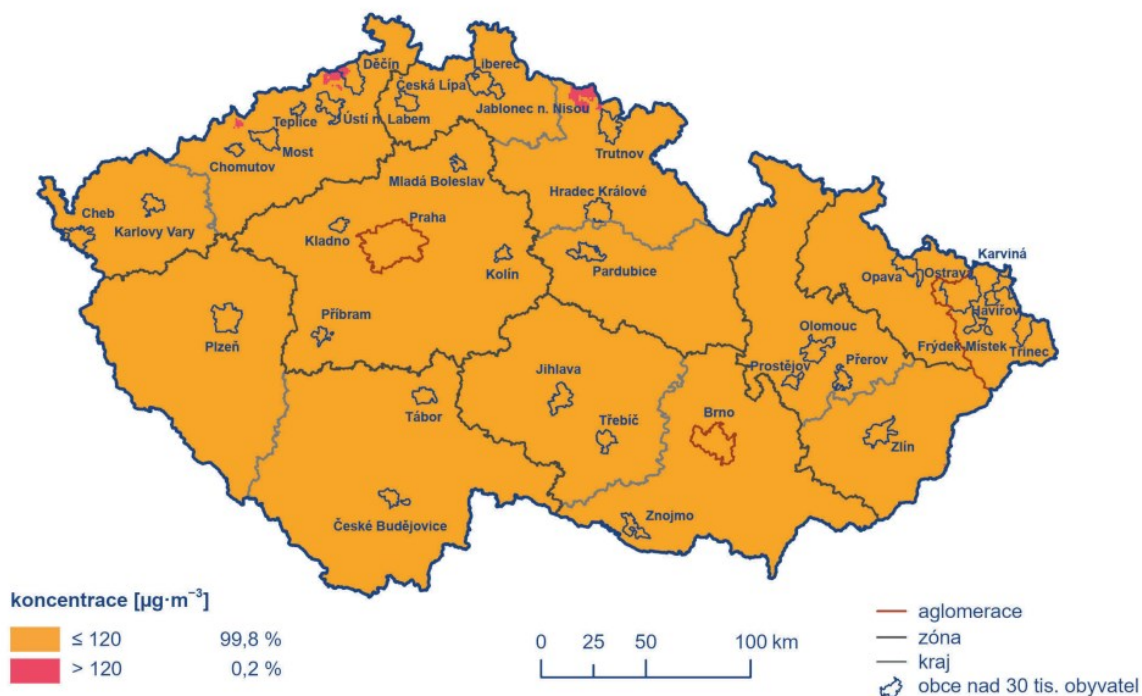 Děčín
Liberec
Česká Lípa
Jablonec n. Nisou
Teplice
Ústí n. Labem
Most
Chomutov
Trutnov
Mladá Boleslav
Hradec Králové
Cheb
Karlovy Vary
Praha
Kladno
Kolín
Pardubice
Karviná
Opava
Ostrava
Havířov
Plzeň
Příbram
Olomouc
Frýdek Místek
Třinec
Prostějov
Přerov
Jihlava
Tábor
Třebíč
Brno
Zlín
České Budějovice
Znojmo
koncentrace [µg·m⁻³]
≤ 120 99,8 %
> 120 0,2 %
0 25 50 100 km
aglomerace
zóna
kraj
obce nad 30 tis. obyvatel